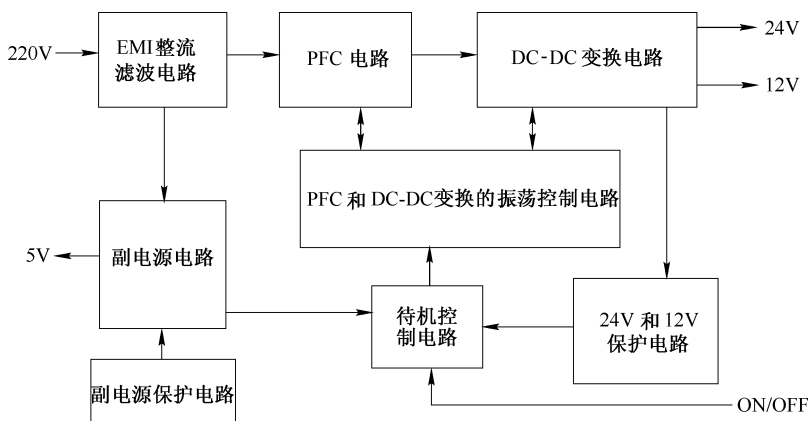 220V
EMI整流
滤波电路
PFC 电路
DC-DC 变换电路
24V
12V
PFC 和 DC-DC变换的振荡控制电路
5V
副电源电路
待机控
制电路
24V 和 12V
保护电路
副电源保护电路
ON/OFF